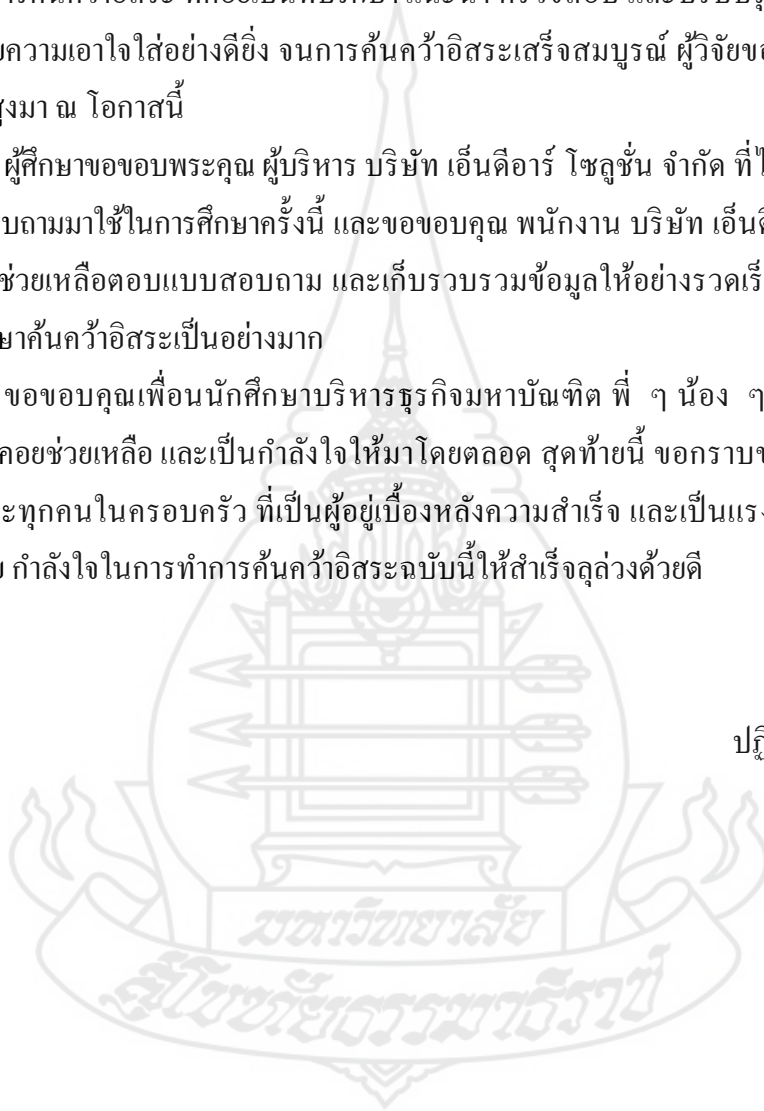 ความเอาใจใส่อย่างดียิ่ง จนการค้นคว้าอิสระเสร็จสมบูรณ์ ผู้วิจัยขอ
สูงมา ณ โอกาสนี้
ผู้ศึกษาขอขอบพระคุณ ผู้บริหาร บริษัท เอ็นดีอาร์ โซลูชั่น จำกัด ที่
บถามมาใช้ในการศึกษาครั้งนี้ และขอขอบคุณ พนักงาน บริษัท เอ็นดี
ช่วยเหลือตอบแบบสอบถาม และเก็บรวบรวมข้อมูลให้อย่างรวดเร็
ษาค้นคว้าอิสระเป็นอย่างมาก
ขอขอบคุณเพื่อนนักศึกษาบริหารธุรกิจมหาบัณฑิต พี่ ๆ น้อง ๆ
คอยช่วยเหลือ และเป็นกำลังใจให้มาโดยตลอด สุดท้ายนี้ ขอกราบข
ะทุกคนในครอบครัว ที่เป็นผู้อยู่เบื้องหลังความสำเร็จ และเป็นแรง
กำลังใจในการทำการค้นคว้าอิสระฉบับนี้ให้สำเร็จลุล่วงด้วยดี
ปฏิ
มหาวิทยาลัย
สุโขทัยธรรมาธิราช